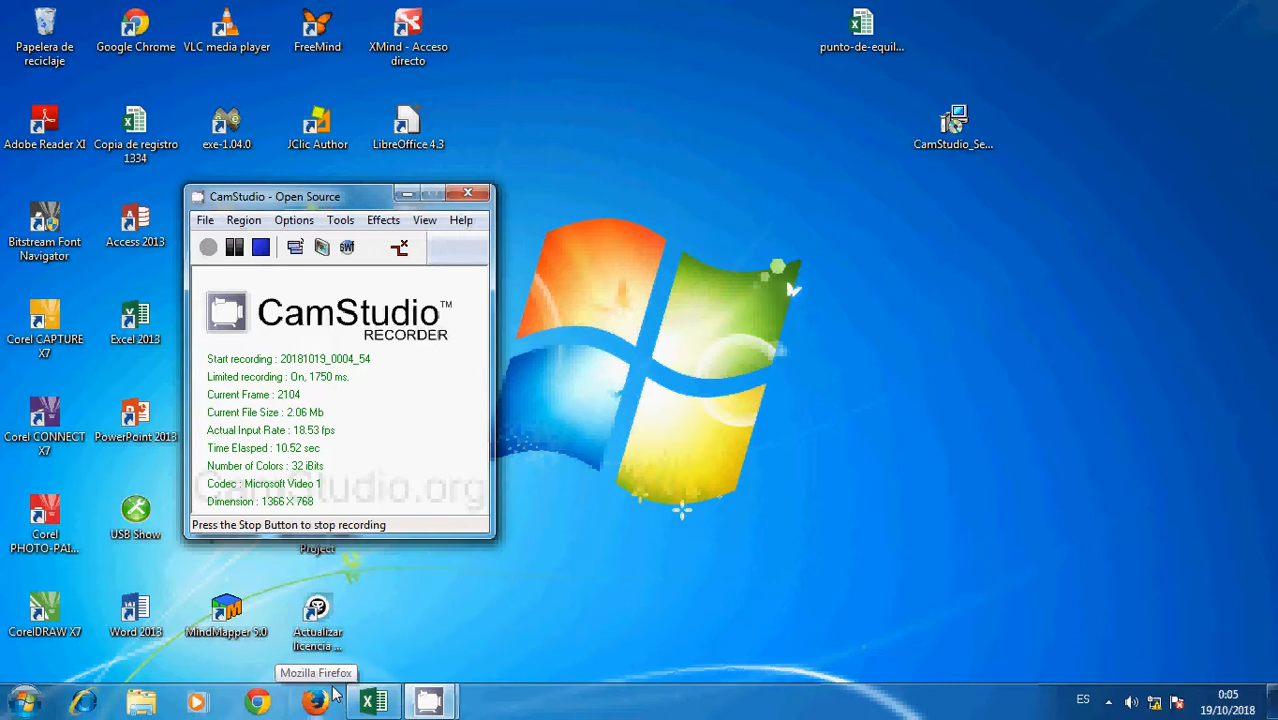 Papelera de
reciclaje
Google Chrome
VLC media player
FreeMind
XMind - Acceso
directo
punto-de-equil...
Adobe Reader XI
Copia de registro
1334
exe-1.04.0
JClic Author
LibreOffice 4.3
CamStudio_Se...
CamStudio - Open Source
File Region Options Tools Effects View Help
SWF
CamStudio™
RECORDER
Start recording : 20181019_0004_54
Limited recording : On, 1750 ms.
Current Frame : 2104
Current File Size : 2.06 Mb
Actual Input Rate : 18.53 fps
Time Elasped : 10.52 sec
Number of Colors : 32 iBits
Codec : Microsoft Video 1
Dimension : 1366 X 768
CamStudio.org
Press the Stop Button to stop recording
Bitstream Font
Navigator
Access 2013
Corel CAPTURE
X7
Excel 2013
Corel CONNECT
X7
PowerPoint 2013
Corel
PHOTO-PAI...
USB Show
Project
CorelDRAW X7
Word 2013
MindMapper 5.0
Actualizar
licencia ...
Mozilla Firefox
ES
0:05
19/10/2018